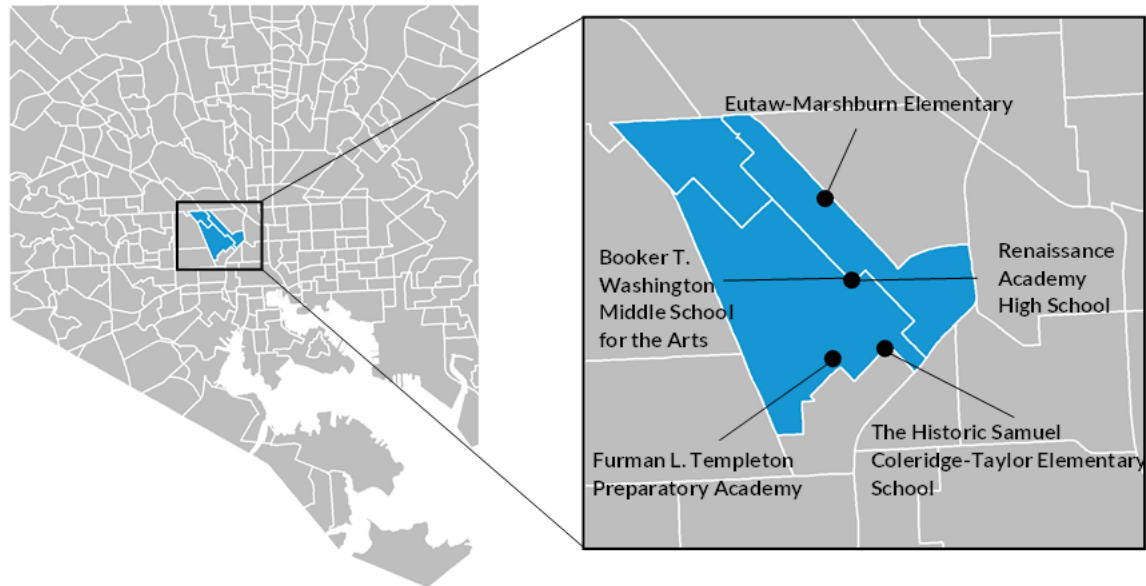 Eutaw-Marshburn Elementary
Booker T.
Washington
Middle School
for the Arts
Renaissance
Academy
High School
Furman L. Templeton
Preparatory Academy
The Historic Samuel
Coleridge-Taylor Elementary
School